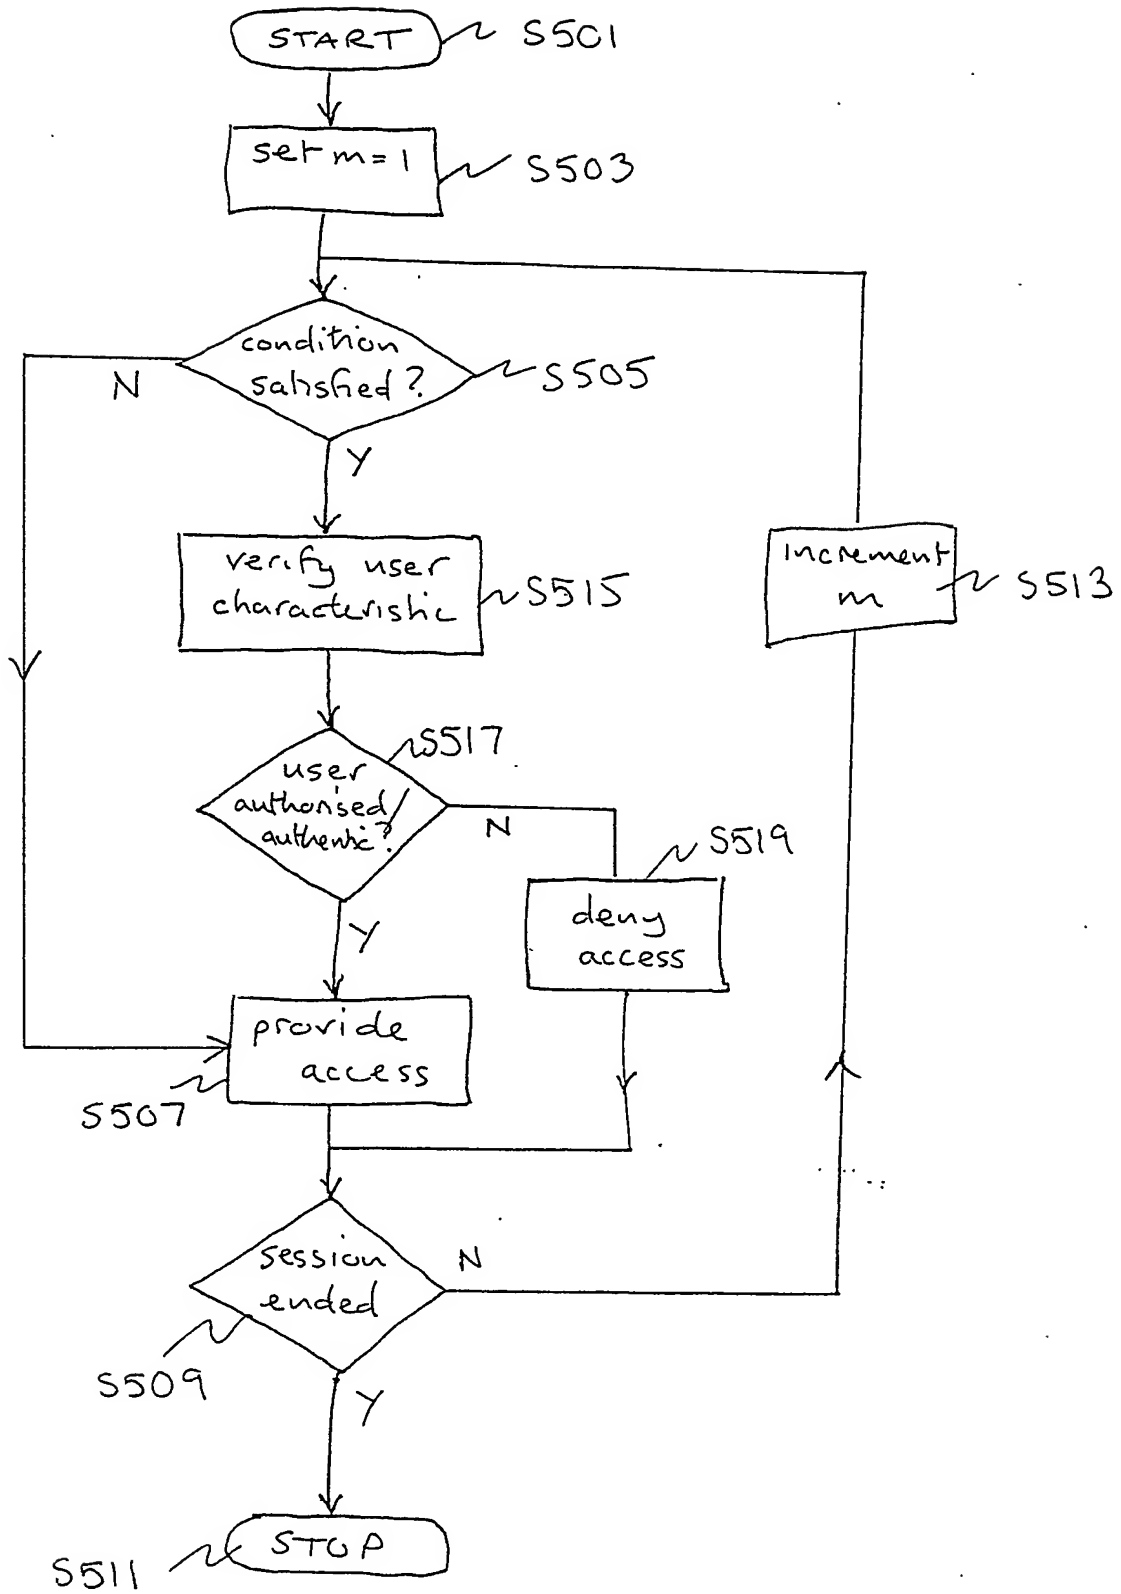 START
S501
set m = 1
S503
condition
satisfied?
S505
N
Y
verify user
characteristic
S515
increment
m
S513
S517
user
authorised/
authentic?
N
S519
deny
access
Y
provide
access
S507
session
ended
N
S509
Y
STOP
S511